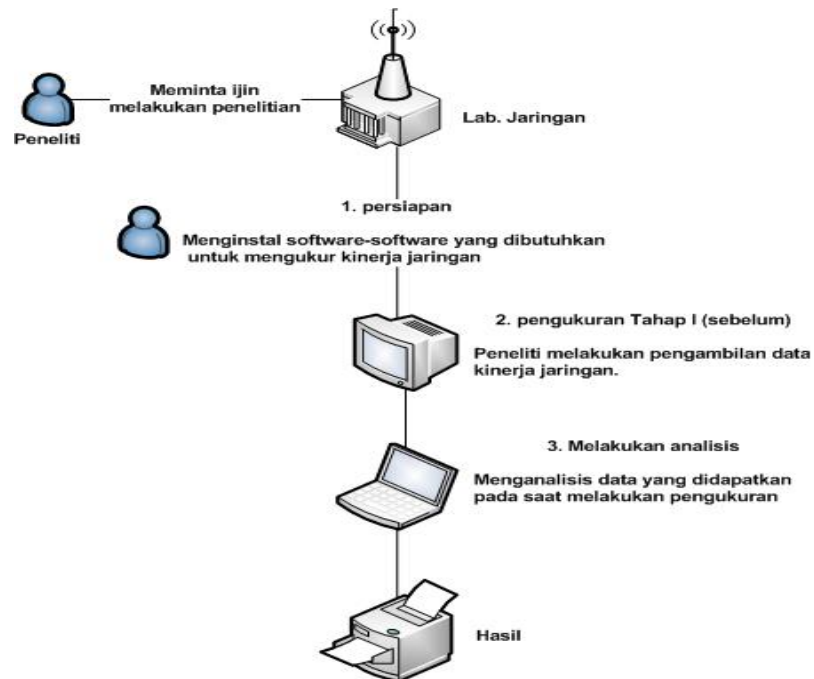 Meminta ijin
melakukan penelitian
Peneliti
Lab. Jaringan
1. persiapan
Menginstal software-software yang dibutuhkan
untuk mengukur kinerja jaringan
2. pengukuran Tahap I (sebelum)
Peneliti melakukan pengambilan data
kinerja jaringan.
3. Melakukan analisis
Menganalisis data yang didapatkan
pada saat melakukan pengukuran
Hasil